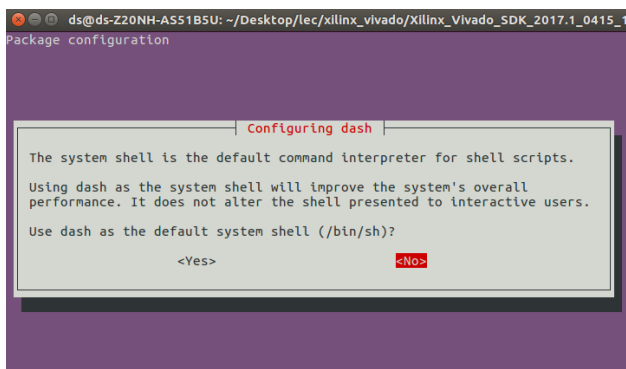 ds@ds-Z20NH-AS51B5U: ~/Desktop/lec/xilinx_vivado/Xilinx_Vivado_SDK_2017.1_0415_1
Package configuration
Configuring dash
The system shell is the default command interpreter for shell scripts.
Using dash as the system shell will improve the system's overall
performance. It does not alter the shell presented to interactive users.
Use dash as the default system shell (/bin/sh)?
<Yes> <No>